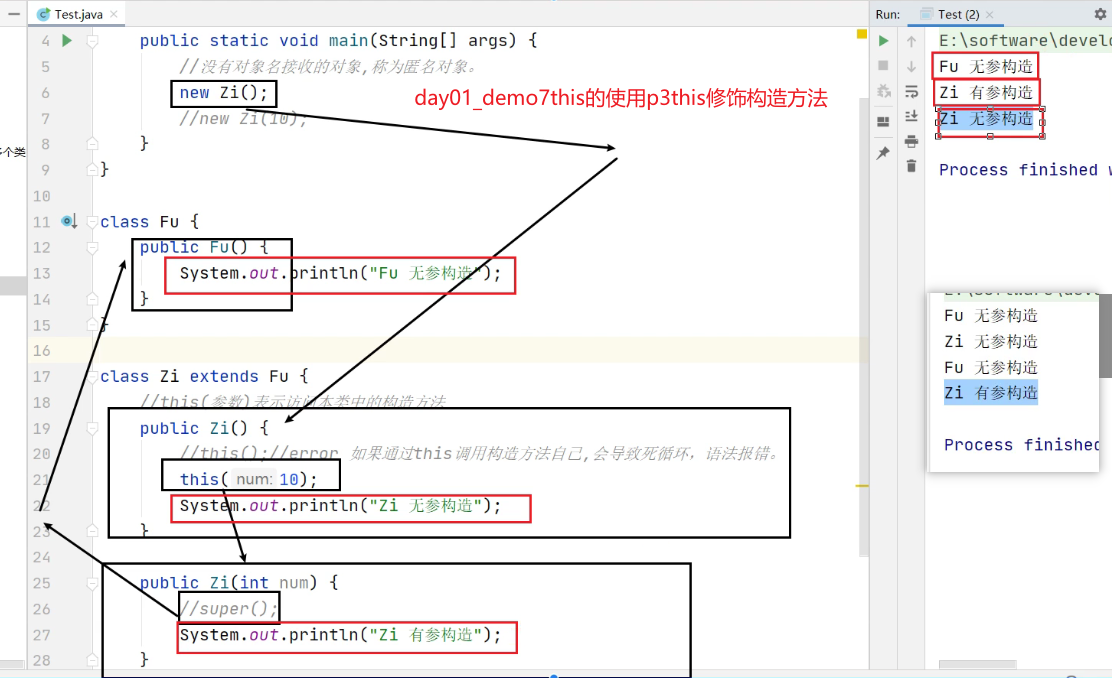 Test.java
Run:
Test (2)
4 public static void main(String[] args) {
5 //没有对象名接收的对象,称为匿名对象。
6 new Zi();
day01_demo7this的使用p3this修饰构造方法
7 //new Zi(10);
8 }
9 }
10
11 class Fu {
12 public Fu() {
13 System.out.println("Fu 无参构造");
14 }
15 }
16
17 class Zi extends Fu {
18 //this(参数)表示访问本类中的构造方法
19 public Zi() {
20 //this();//error 如果通过this调用构造方法自己,会导致死循环，语法报错。
21 this( num: 10);
22 System.out.println("Zi 无参构造");
23 }
24
25 public Zi(int num) {
26 //super();
27 System.out.println("Zi 有参构造");
28 }
个类
E:\software\develo
Fu 无参构造
Zi 有参构造
Zi 无参构造
Process finished w
Fu 无参构造
Zi 无参构造
Fu 无参构造
Zi 有参构造
Process finished